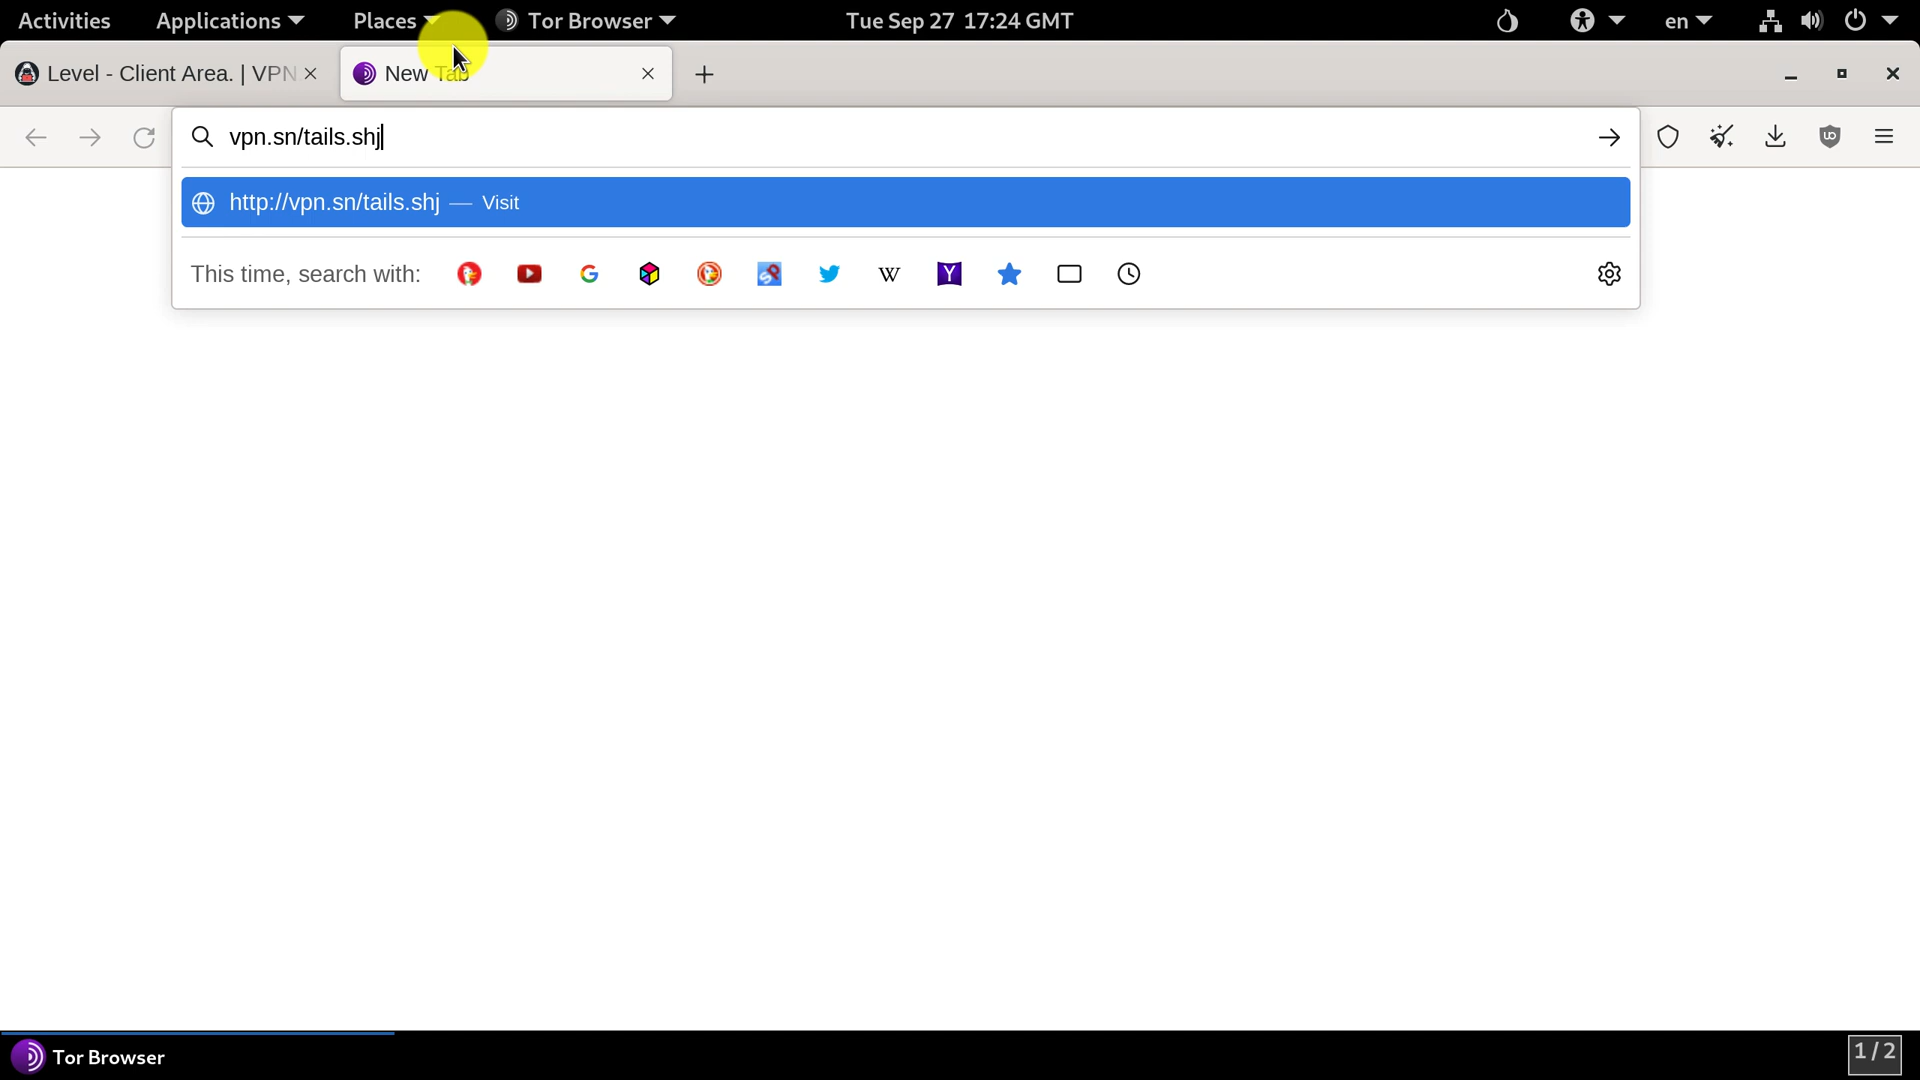 Activities Applications Places Tor Browser Tue Sep 27 17:24 GMT en
Level - Client Area. | VPN New Tab
vpn.sn/tails.shj
http://vpn.sn/tails.shj — Visit
This time, search with:
Tor Browser 1/2